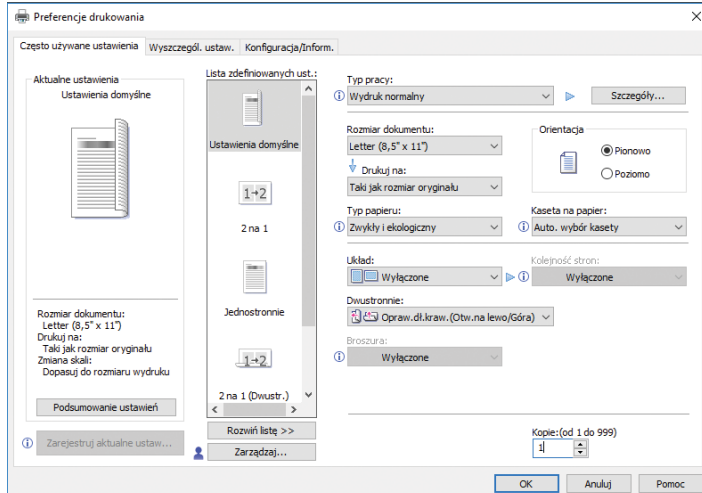 Preferencje drukowania
Często używane ustawienia
Wyszczegól. ustaw.
Konfiguracja/Inform.
Aktualne ustawienia
Ustawienia domyślne
Rozmiar dokumentu:
Letter (8,5" x 11")
Drukuj na:
Taki jak rozmiar oryginału
Zmiana skali:
Dopasuj do rozmiaru wydruku
Podsumowanie ustawień
Zarejestruj aktualne ustaw...
Lista zdefiniowanych ust.:
Ustawienia domyślne
1→2
2 na 1
Jednostronnie
1→2
2 na 1 (Dwustr.)
Rozwiń listę >>
Zarządzaj...
Typ pracy:
Wydruk normalny
Szczegóły...
Rozmiar dokumentu:
Letter (8,5" x 11")
Drukuj na:
Taki jak rozmiar oryginału
Orientacja
Pionowo
Poziomo
Typ papieru:
Zwykły i ekologiczny
Kaseta na papier:
Auto. wybór kasety
Układ:
Wyłączone
Kolejność stron:
Wyłączone
Dwustronnie:
Opraw.dł.kraw.(Otw.na lewo/Góra)
Broszura:
Wyłączone
Kopie:(od 1 do 999)
1
OK
Anuluj
Pomoc